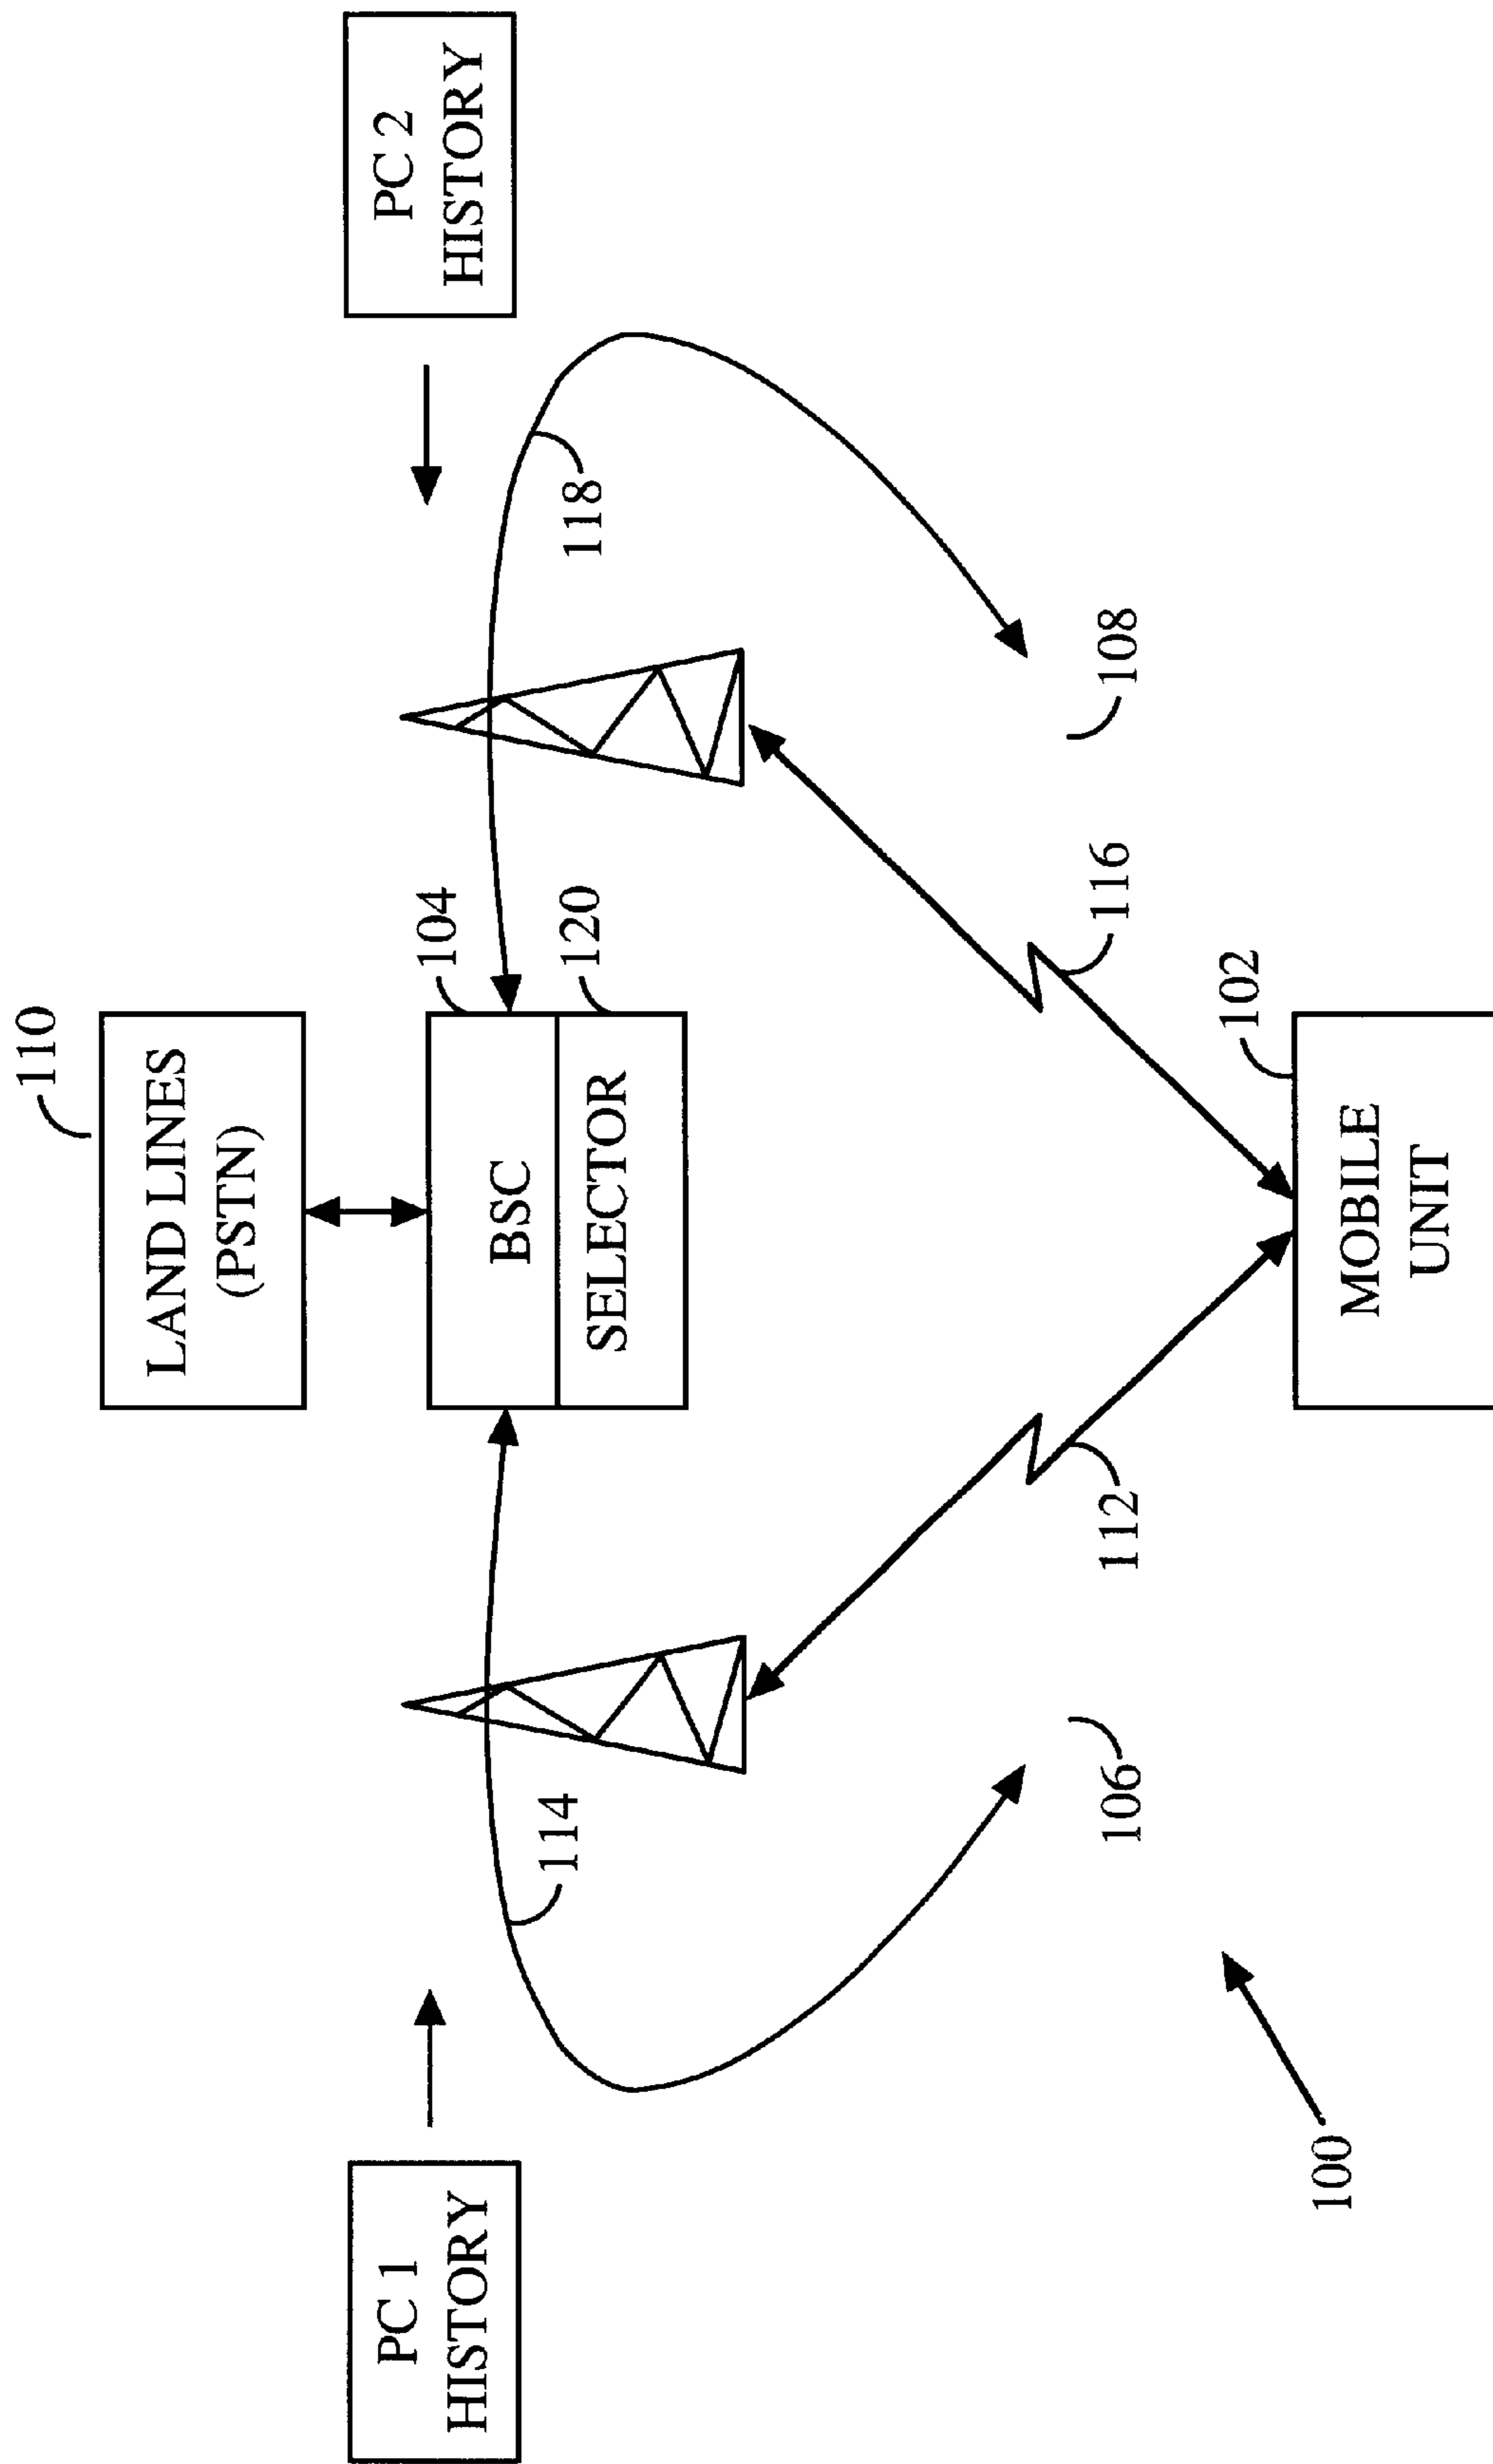 110
LAND LINES
(PSTN)
PC 1
HISTORY
PC 2
HISTORY
104
BSC
120
SELECTOR
114
118
106
112
116
108
100
102
MOBILE
UNIT